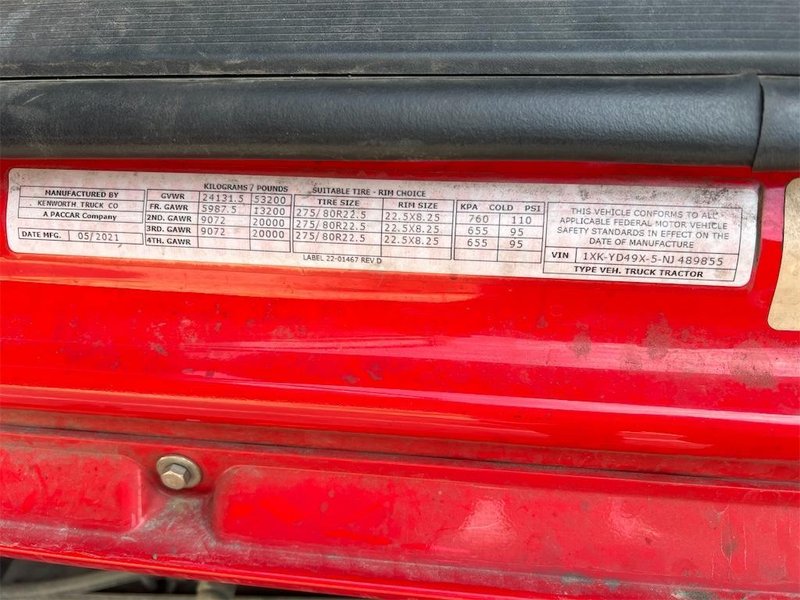 MANUFACTURED BY
KENWORTH TRUCK CO
A PACCAR Company
DATE MFG. 05/2021
KILOGRAMS / POUNDS SUITABLE TIRE - RIM CHOICE
TIRE SIZE RIM SIZE KPA COLD PSI
GVWR 24131.5 53200
FR. GAWR 5987.5 13200 275/80R22.5 22.5X8.25 760 110
2ND. GAWR 9072 20000 275/80R22.5 22.5X8.25 655 95
3RD. GAWR 9072 20000 275/80R22.5 22.5X8.25 655 95
4TH. GAWR
LABEL 22-01467 REV D
THIS VEHICLE CONFORMS TO ALL
APPLICABLE FEDERAL MOTOR VEHICLE
SAFETY STANDARDS IN EFFECT ON THE
DATE OF MANUFACTURE
VIN 1XK-YD49X-5-NJ 489855
TYPE VEH. TRUCK TRACTOR